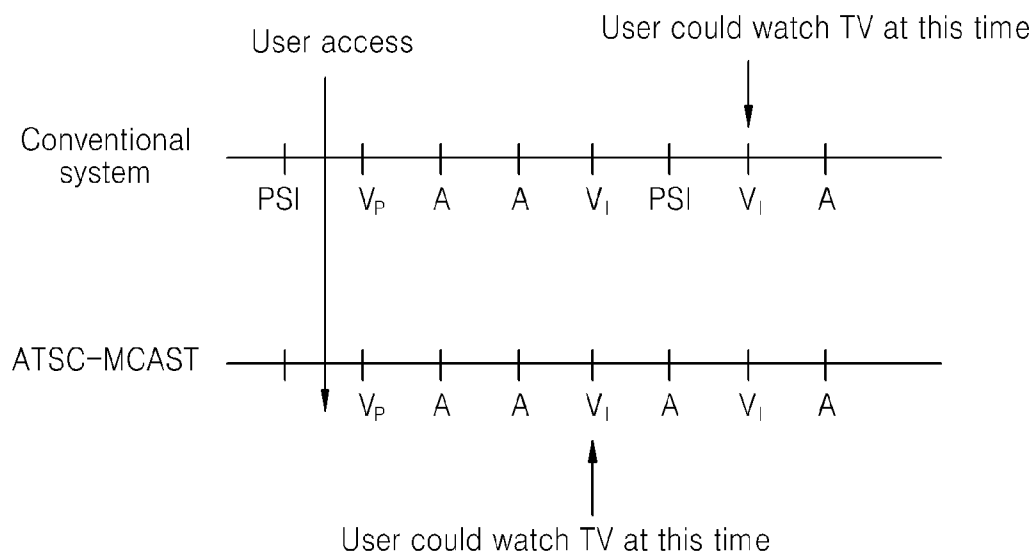 User access
User could watch TV at this time
Conventional
system
PSI V_P A A V_I PSI V_I A
ATSC-MCAST
V_P A A V_I A V_I A
User could watch TV at this time